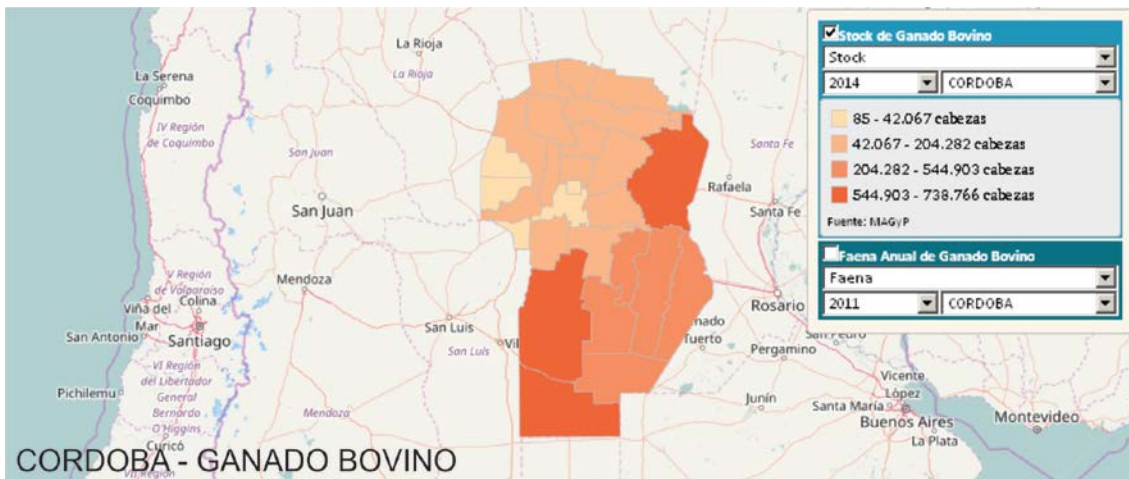 La Rioja
La Rioja
La Serena
Coquimbo
IV Región
de Coquimbo
San Juan
San Juan
Santa Fe
Rafaela
Santa Fe
Mendoza
V Región
de Valparaíso
Viña del
Mar
Colina
San Antonio
Santiago
San Luis
San Luis
Rosario
Tuerto
Pergamino
VI Región
del Libertador
General
Bernardo
O'Higgins
Pichilemu
Mendoza
Junín
Vicente
López
Santa María
Buenos Aires
La Plata
Montevideo
Curicó
VII Región
CORDOBA - GANADO BOVINO
Stock de Ganado Bovino
Stock
2014 CORDOBA
85 - 42.067 cabezas
42.067 - 204.282 cabezas
204.282 - 544.903 cabezas
544.903 - 738.766 cabezas
Fuente: MAGyP
Faena Anual de Ganado Bovino
Faena
2011 CORDOBA